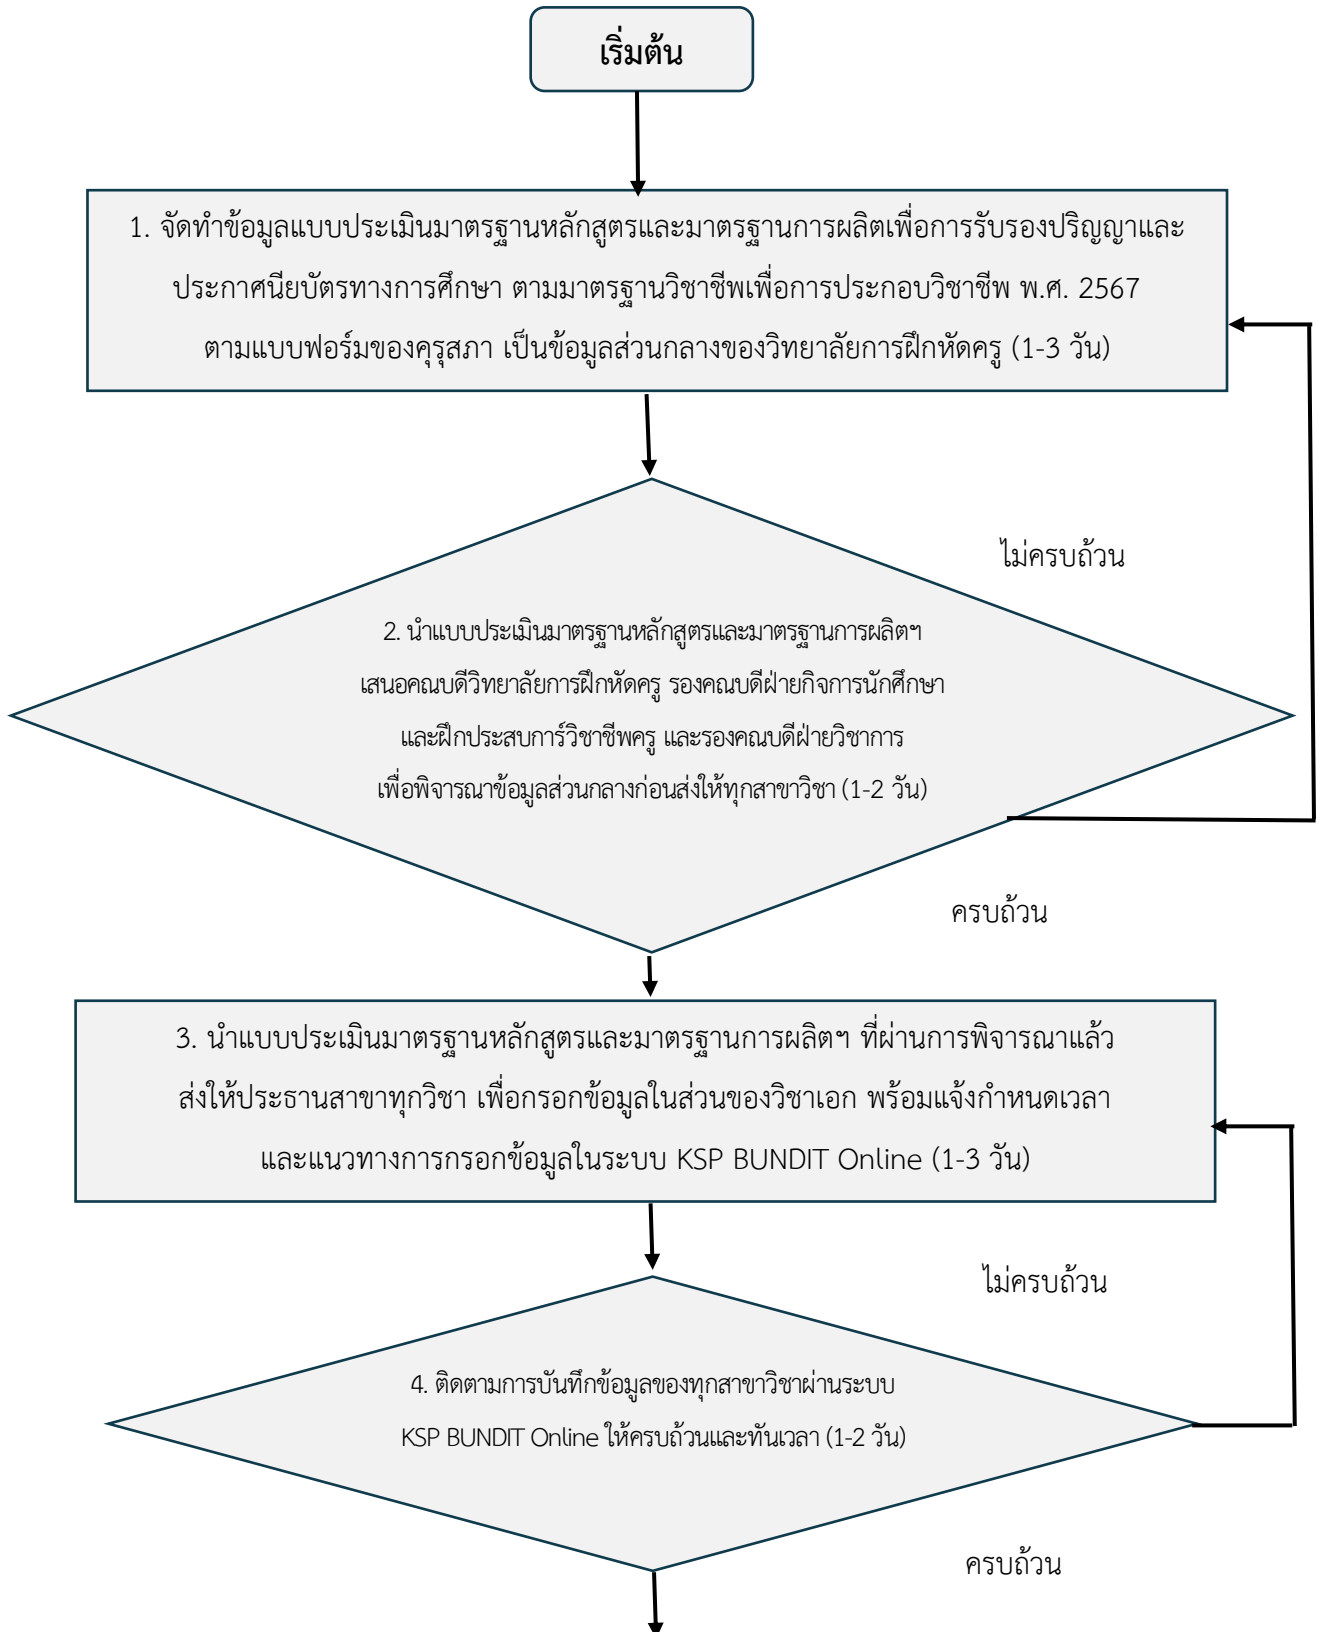 เริ่มต้น
1. จัดทำข้อมูลแบบประเมินมาตรฐานหลักสูตรและมาตรฐานการผลิตเพื่อการรับรองปริญญาและ
ประกาศนียบัตรทางการศึกษา ตามมาตรฐานวิชาชีพเพื่อการประกอบวิชาชีพ พ.ศ. 2567
ตามแบบฟอร์มของคุรุสภา เป็นข้อมูลส่วนกลางของวิทยาลัยการฝึกหัดครู (1-3 วัน)
ไม่ครบถ้วน
2. นำแบบประเมินมาตรฐานหลักสูตรและมาตรฐานการผลิตฯ
เสนอคณบดีวิทยาลัยการฝึกหัดครู รองคณบดีฝ่ายกิจการนักศึกษา
และฝึกประสบการ์วิชาชีพครู และรองคณบดีฝ่ายวิชาการ
เพื่อพิจารณาข้อมูลส่วนกลางก่อนส่งให้ทุกสาขาวิชา (1-2 วัน)
ครบถ้วน
3. นำแบบประเมินมาตรฐานหลักสูตรและมาตรฐานการผลิตฯ ที่ผ่านการพิจารณาแล้ว
ส่งให้ประธานสาขาทุกวิชา เพื่อกรอกข้อมูลในส่วนของวิชาเอก พร้อมแจ้งกำหนดเวลา
และแนวทางการกรอกข้อมูลในระบบ KSP BUNDIT Online (1-3 วัน)
ไม่ครบถ้วน
4. ติดตามการบันทึกข้อมูลของทุกสาขาวิชาผ่านระบบ
KSP BUNDIT Online ให้ครบถ้วนและทันเวลา (1-2 วัน)
ครบถ้วน